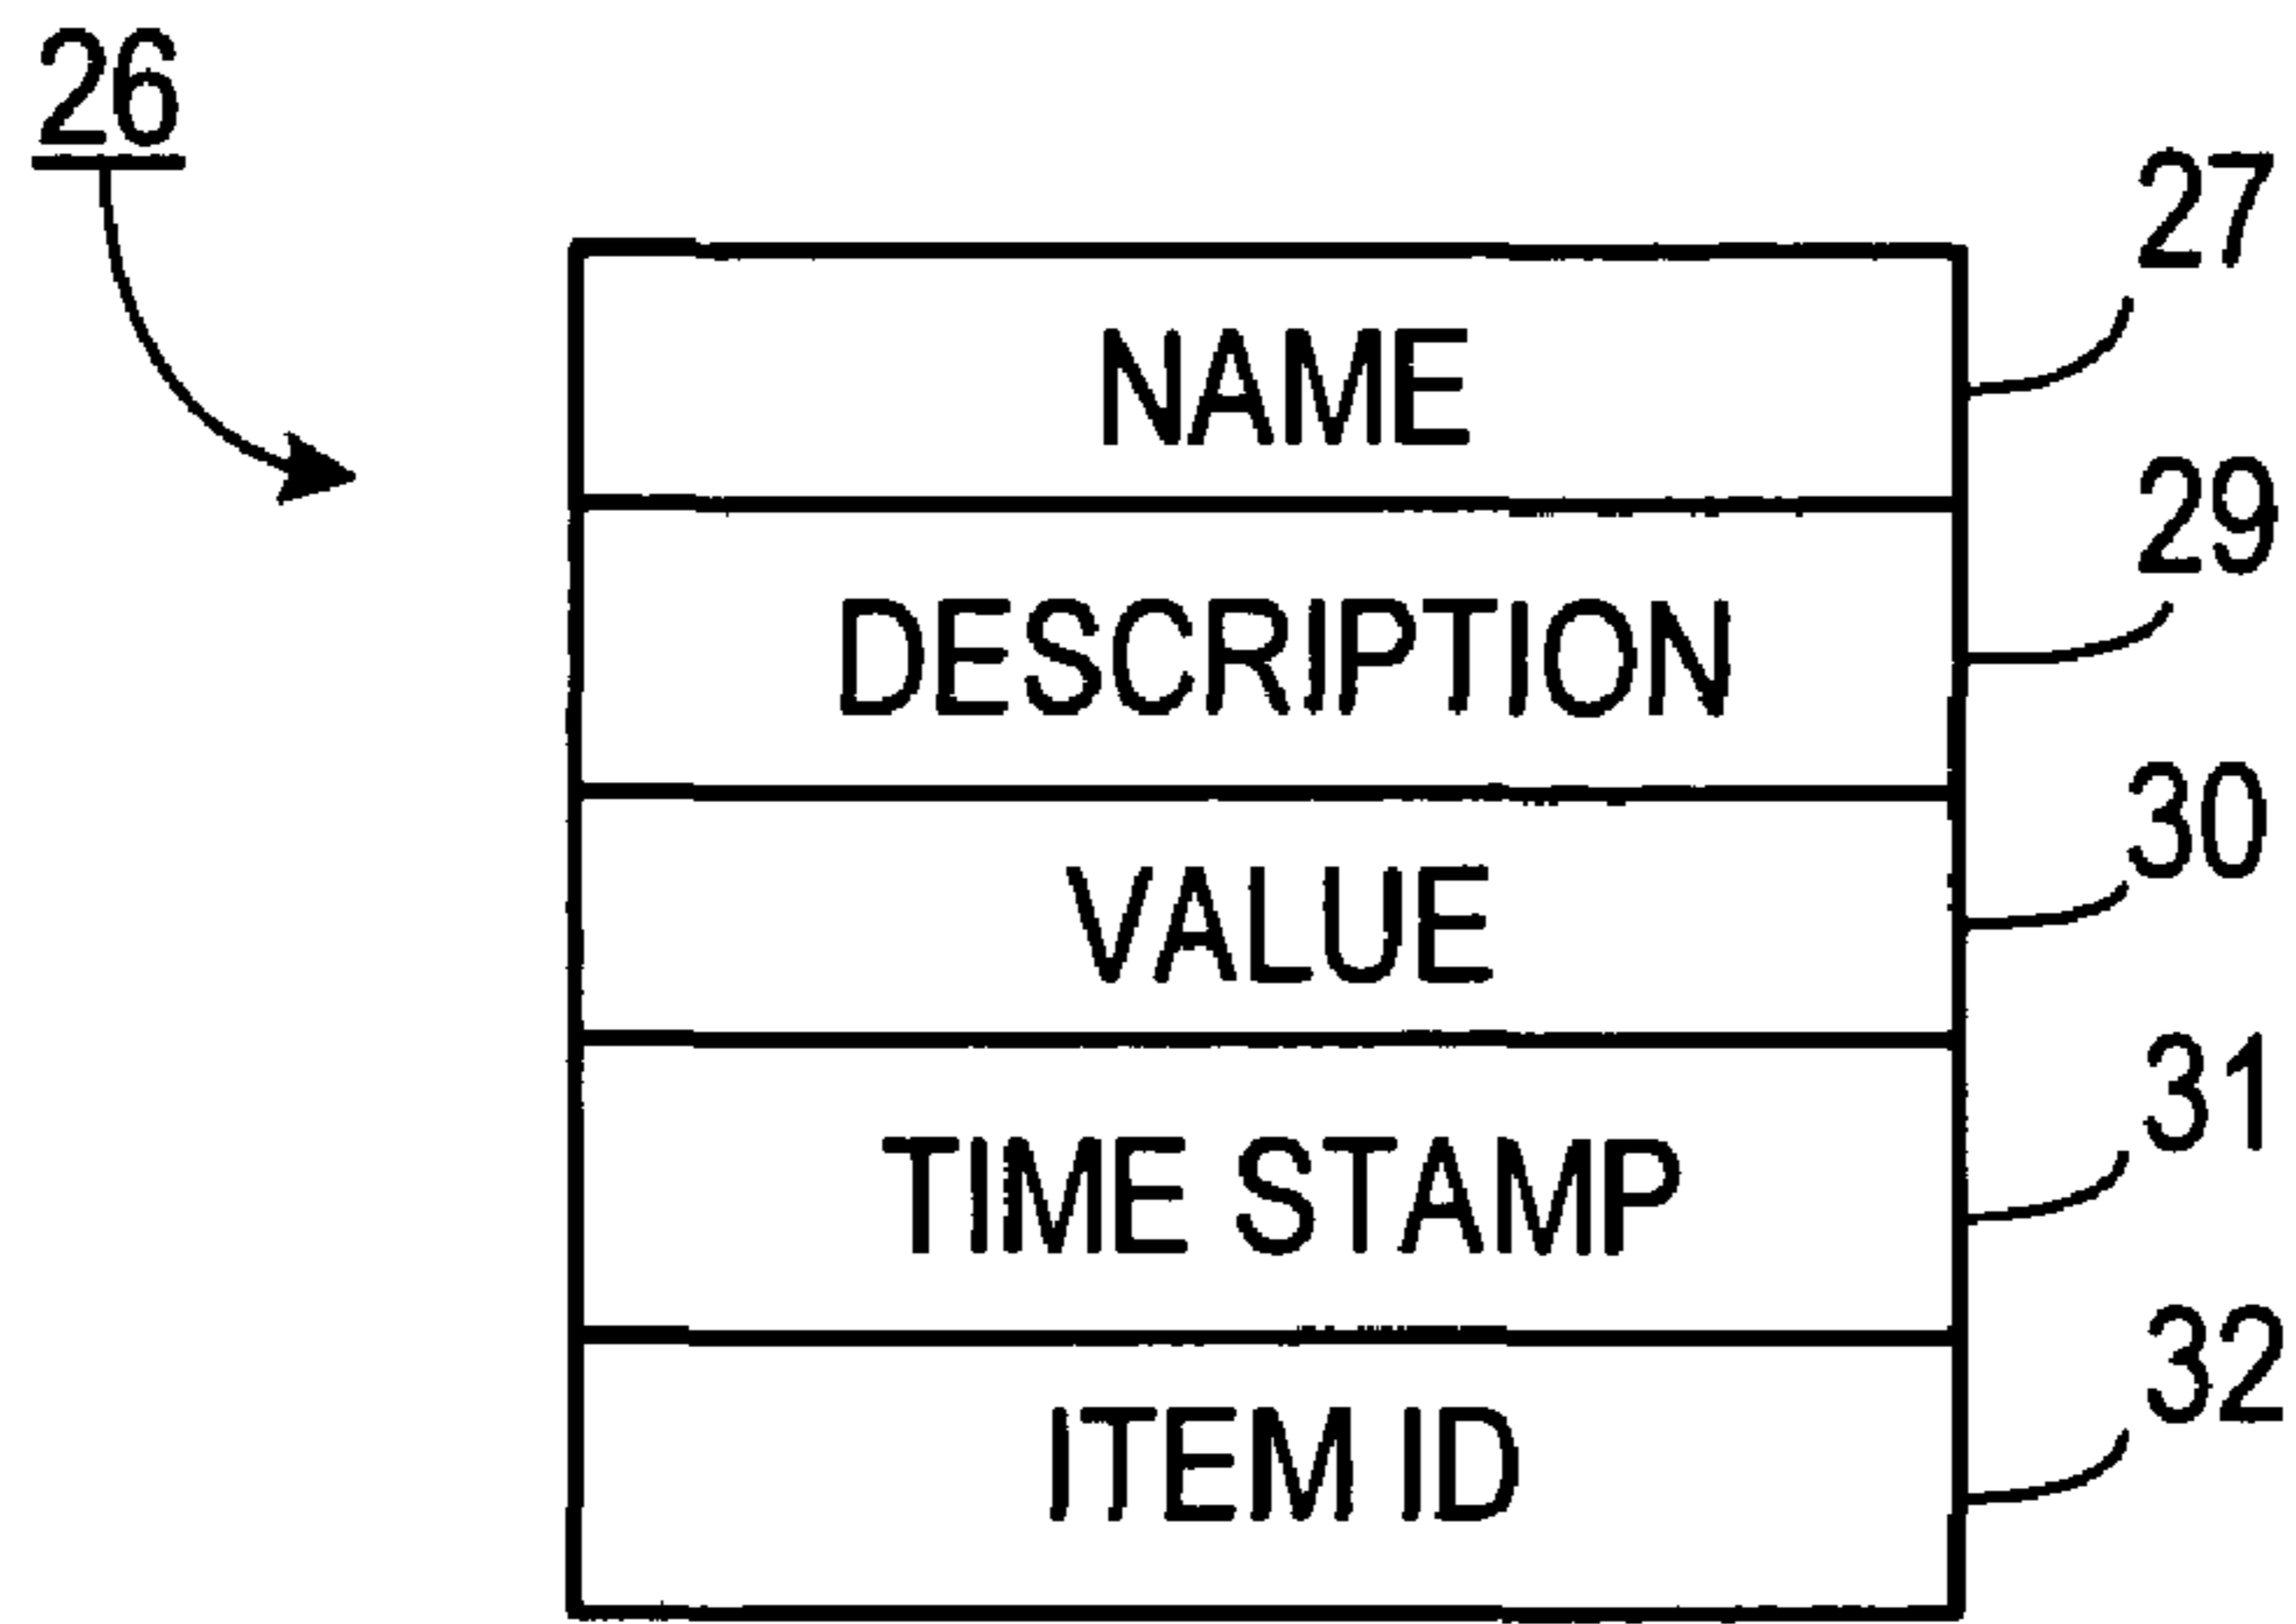 26
27
NAME
29
DESCRIPTION
30
VALUE
31
TIME STAMP
32
ITEM ID